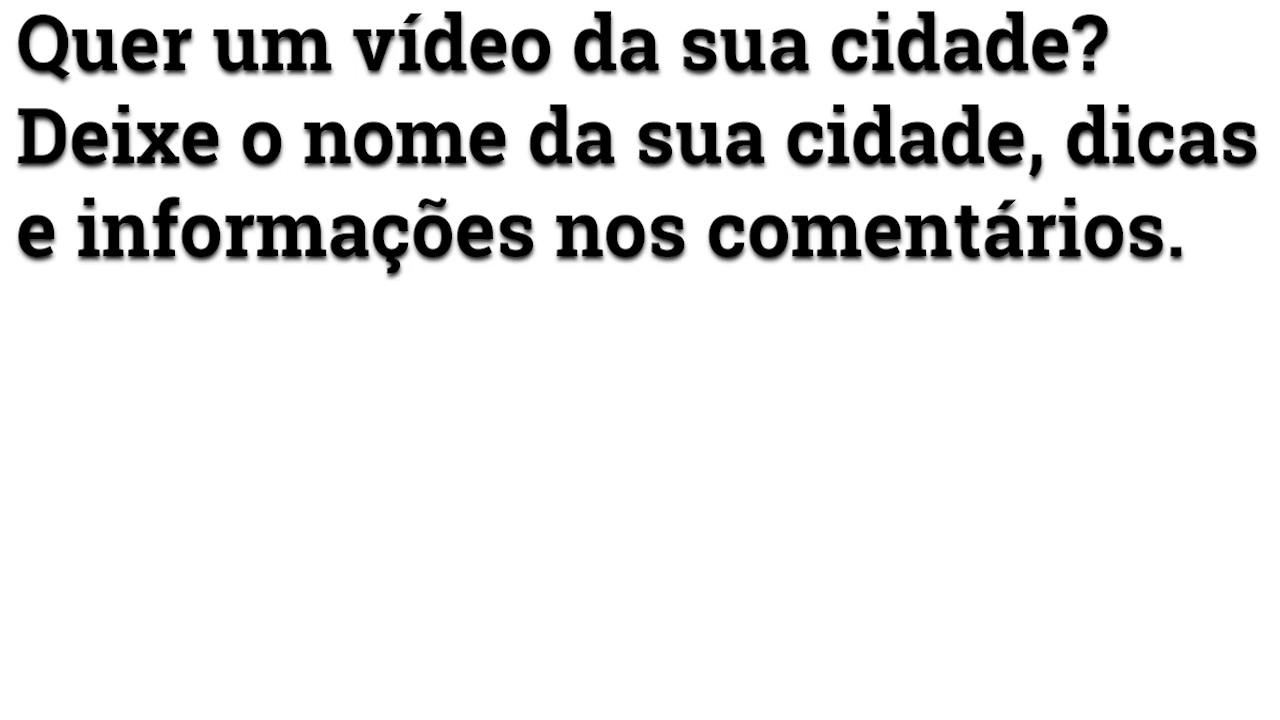 Quer um vídeo da sua cidade?
Deixe o nome da sua cidade, dicas
e informações nos comentários.